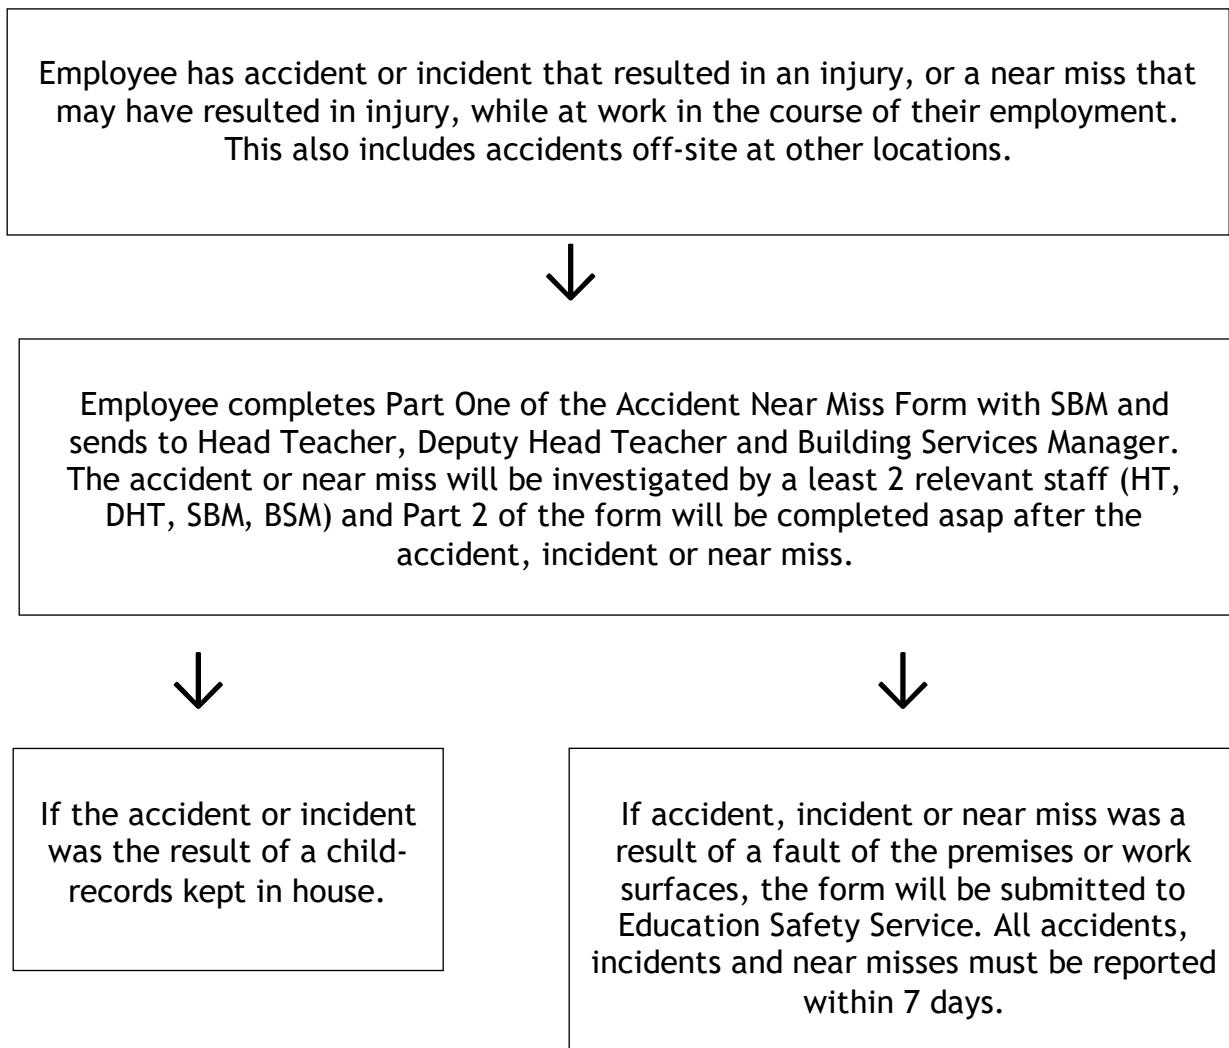 Employee has accident or incident that resulted in an injury, or a near miss that
may have resulted in injury, while at work in the course of their employment.
This also includes accidents off-site at other locations.
Employee completes Part One of the Accident Near Miss Form with SBM and
sends to Head Teacher, Deputy Head Teacher and Building Services Manager.
The accident or near miss will be investigated by a least 2 relevant staff (HT,
DHT, SBM, BSM) and Part 2 of the form will be completed asap after the
accident, incident or near miss.
If the accident or incident
was the result of a child-
records kept in house.
If accident, incident or near miss was a
result of a fault of the premises or work
surfaces, the form will be submitted to
Education Safety Service. All accidents,
incidents and near misses must be reported
within 7 days.